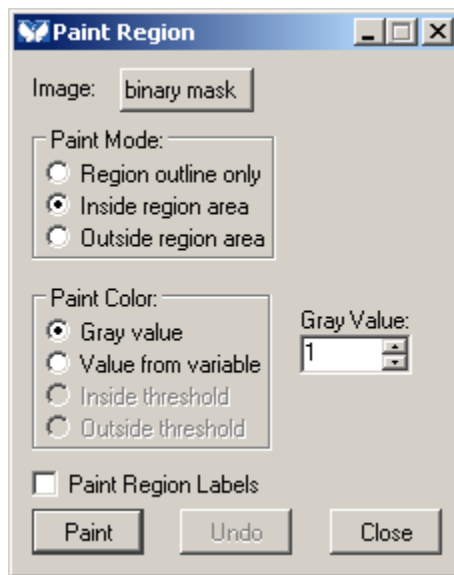 Paint Region
Image: binary mask
Paint Mode:
Region outline only
Inside region area
Outside region area
Paint Color:
Gray value
Value from variable
Inside threshold
Outside threshold
Gray Value:
1
Paint Region Labels
Paint Undo Close